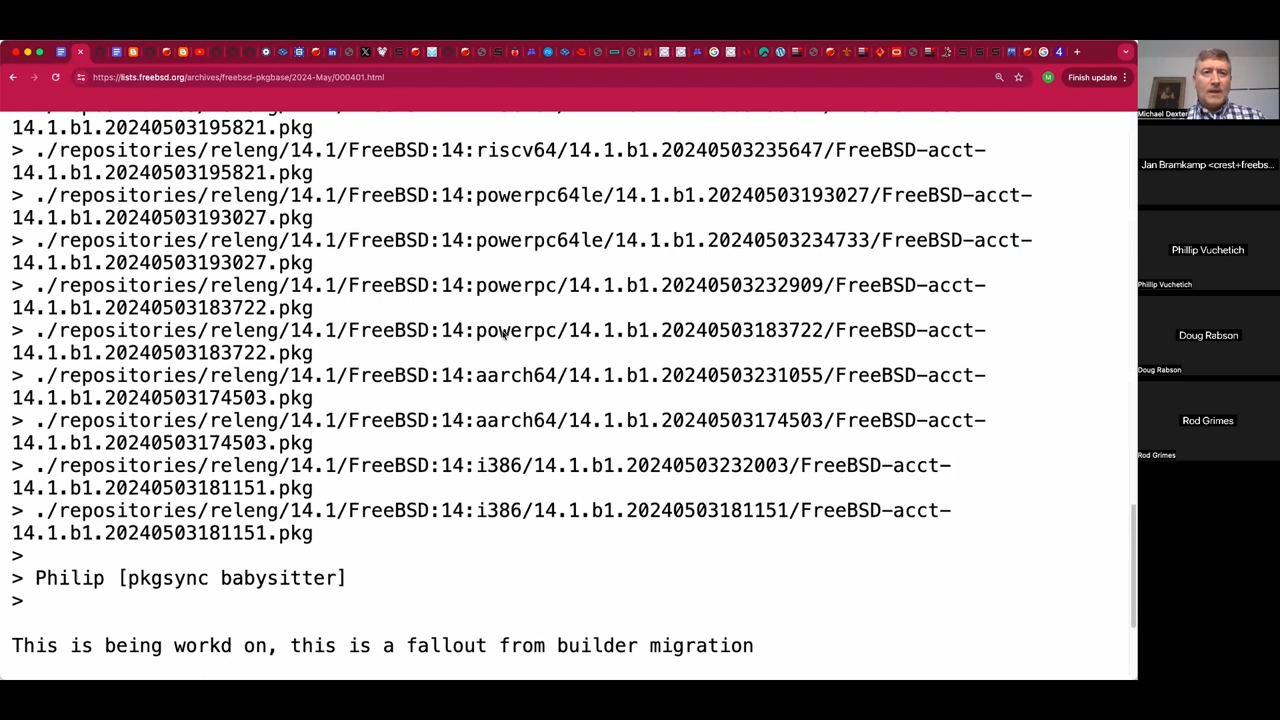 https://lists.freebsd.org/archives/freebsd-pkgbase/2024-May/000401.html
Finish update
14.1.b1.20240503195821.pkg
> ./repositories/releng/14.1/FreeBSD:14:riscv64/14.1.b1.20240503235647/FreeBSD-acct-
14.1.b1.20240503195821.pkg
> ./repositories/releng/14.1/FreeBSD:14:powerpc64le/14.1.b1.20240503193027/FreeBSD-acct-
14.1.b1.20240503193027.pkg
> ./repositories/releng/14.1/FreeBSD:14:powerpc64le/14.1.b1.20240503234733/FreeBSD-acct-
14.1.b1.20240503193027.pkg
> ./repositories/releng/14.1/FreeBSD:14:powerpc/14.1.b1.20240503232909/FreeBSD-acct-
14.1.b1.20240503183722.pkg
> ./repositories/releng/14.1/FreeBSD:14:powerpc/14.1.b1.20240503183722/FreeBSD-acct-
14.1.b1.20240503183722.pkg
> ./repositories/releng/14.1/FreeBSD:14:aarch64/14.1.b1.20240503231055/FreeBSD-acct-
14.1.b1.20240503174503.pkg
> ./repositories/releng/14.1/FreeBSD:14:aarch64/14.1.b1.20240503174503/FreeBSD-acct-
14.1.b1.20240503174503.pkg
> ./repositories/releng/14.1/FreeBSD:14:i386/14.1.b1.20240503232003/FreeBSD-acct-
14.1.b1.20240503181151.pkg
> ./repositories/releng/14.1/FreeBSD:14:i386/14.1.b1.20240503181151/FreeBSD-acct-
14.1.b1.20240503181151.pkg
>
> Philip [pkgsync babysitter]
>
This is being workd on, this is a fallout from builder migration
Michael Dexter
Jan Bramkamp <crest+freebs...
Phillip Vuchetich
Phillip Vuchetich
Doug Rabson
Doug Rabson
Rod Grimes
Rod Grimes